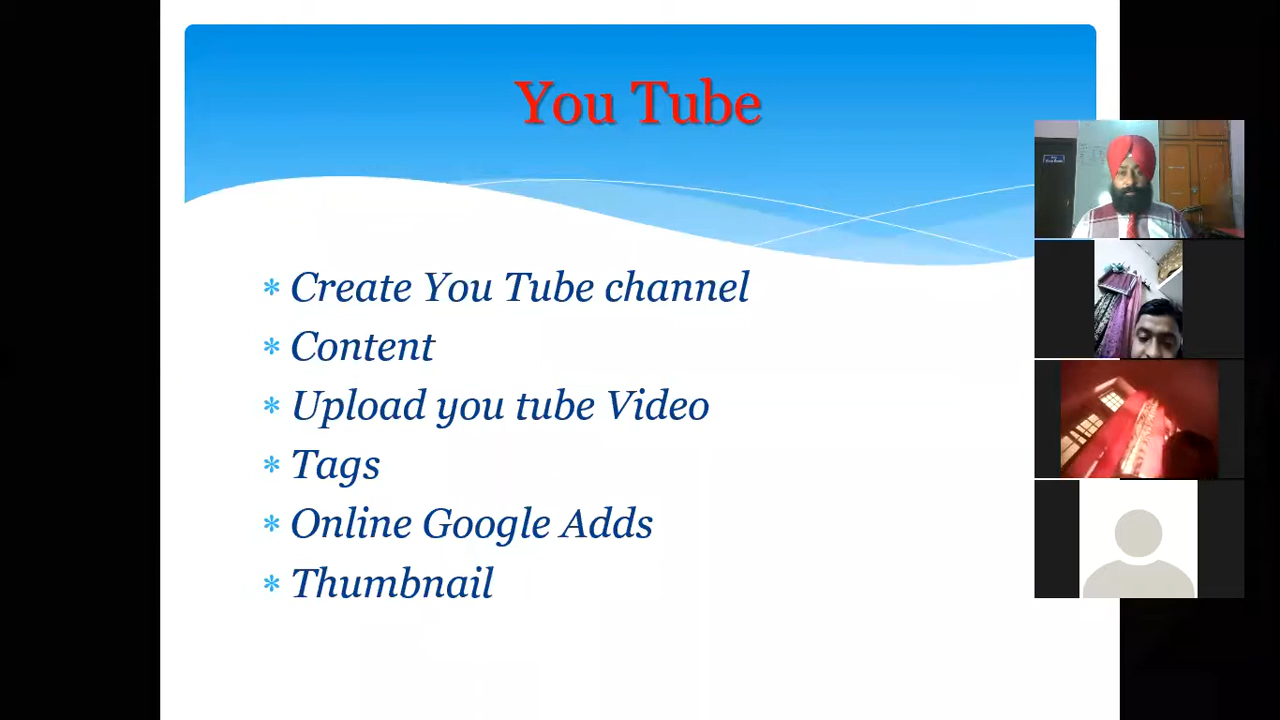 You Tube
* Create You Tube channel
* Content
* Upload you tube Video
* Tags
* Online Google Adds
* Thumbnail